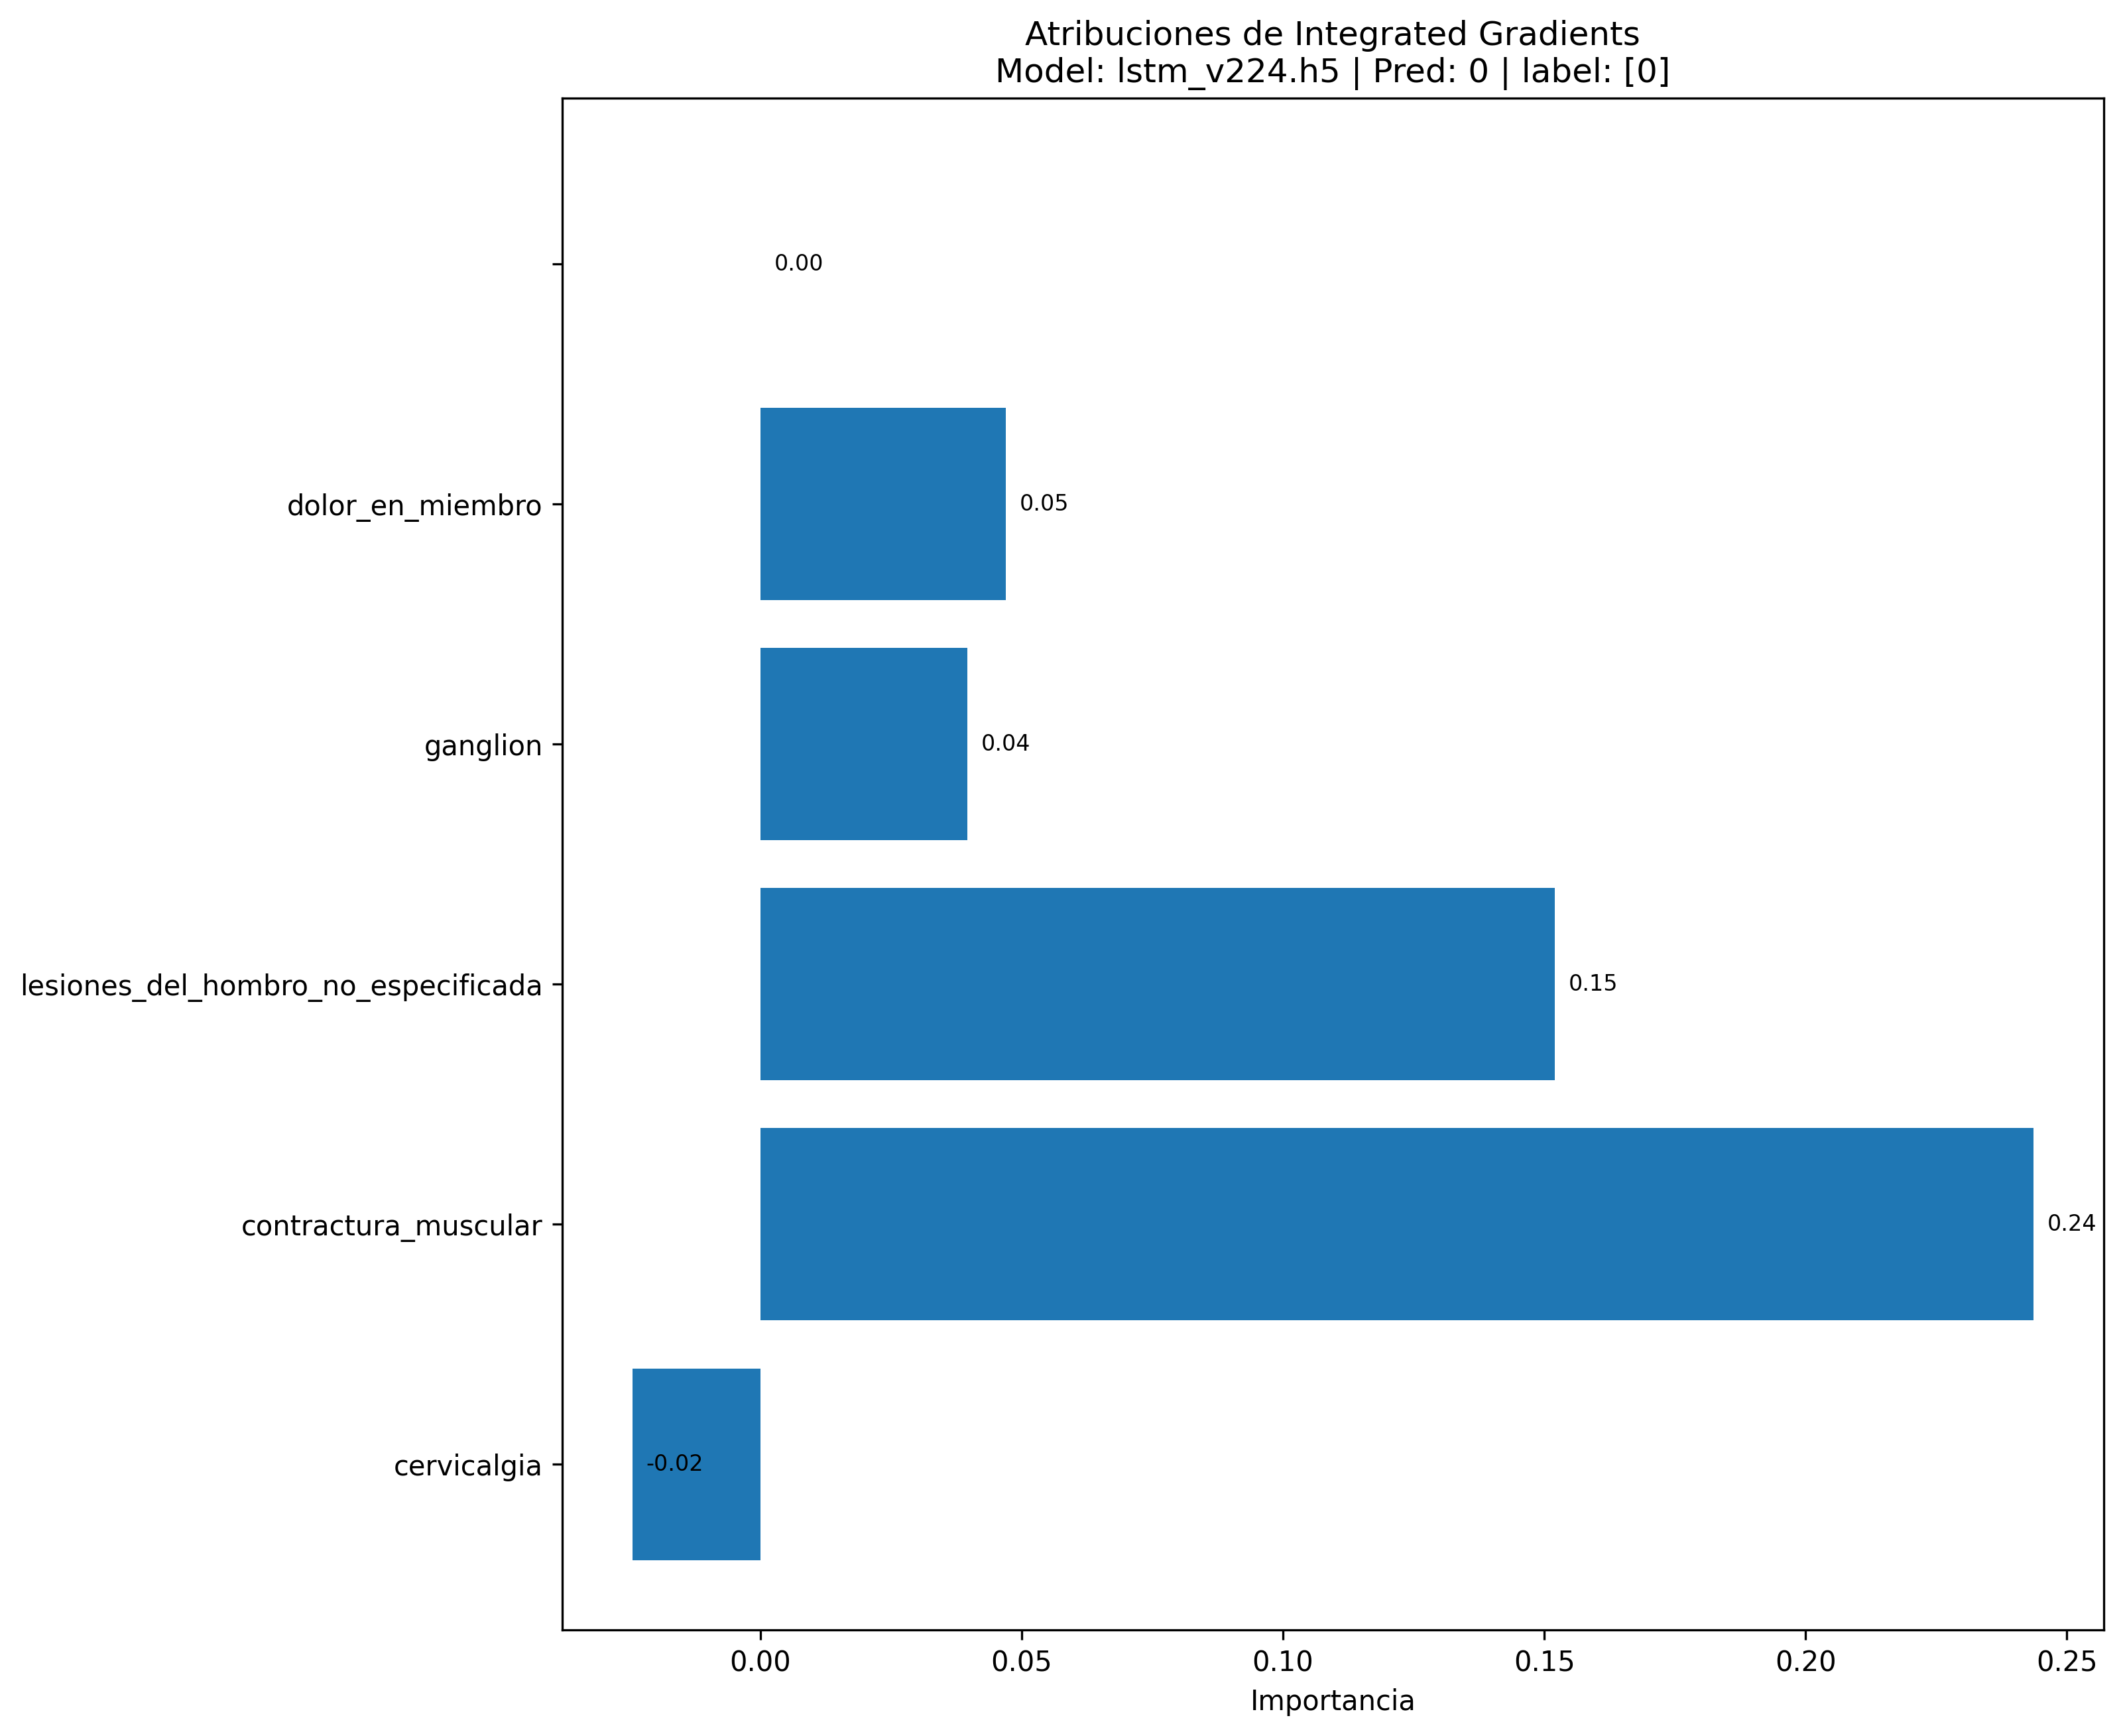 Atribuciones de Integrated Gradients
Model: lstm_v224.h5 | Pred: 0 | label: [0]
0.00
dolor_en_miembro
0.05
ganglion
0.04
lesiones_del_hombro_no_especificada
0.15
contractura_muscular
0.24
cervicalgia
-0.02
0.00 0.05 0.10 0.15 0.20 0.25
Importancia